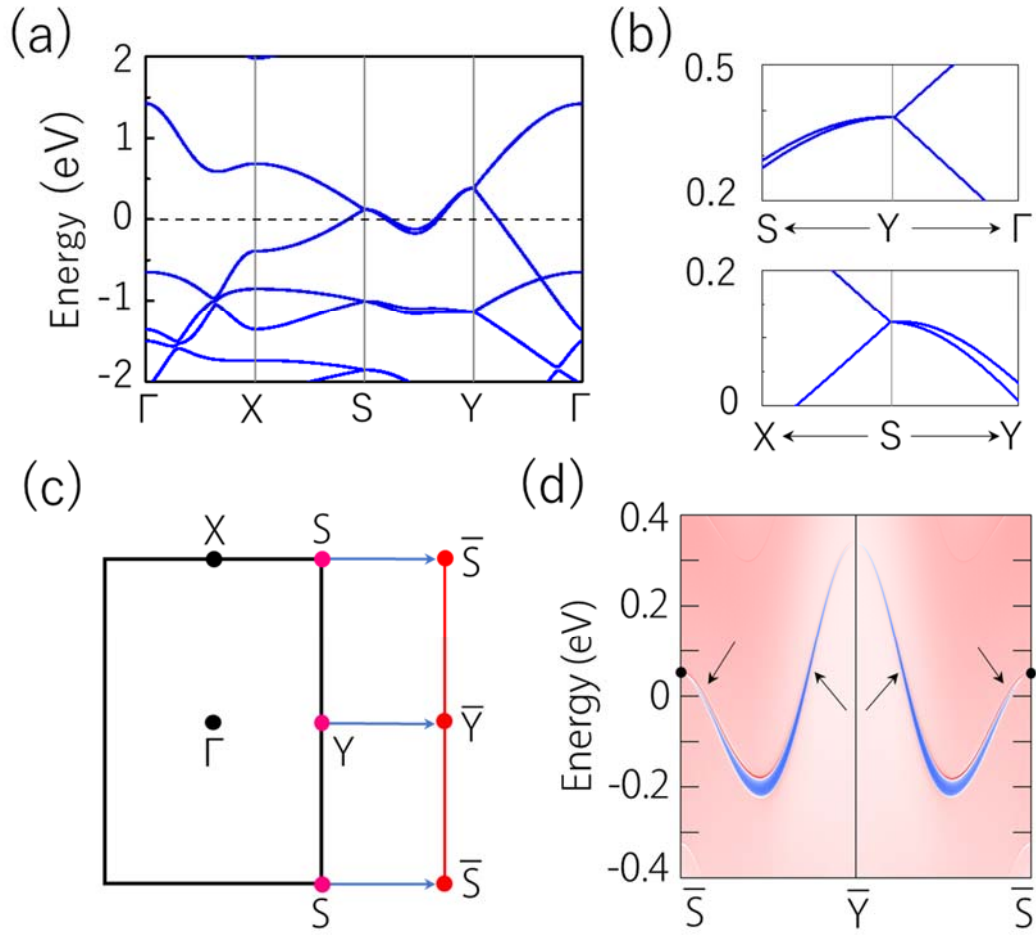 (a)
Energy (eV)
2
1
0
-1
-2
Γ X S Y Γ
(b)
0.5
0.2
S Y Γ
0.2
0
X S Y
(c)
X S S̅
Γ Y Y̅
S S̅
(d)
Energy (eV)
0.4
0.2
0
-0.2
-0.4
S̅ Y̅ S̅